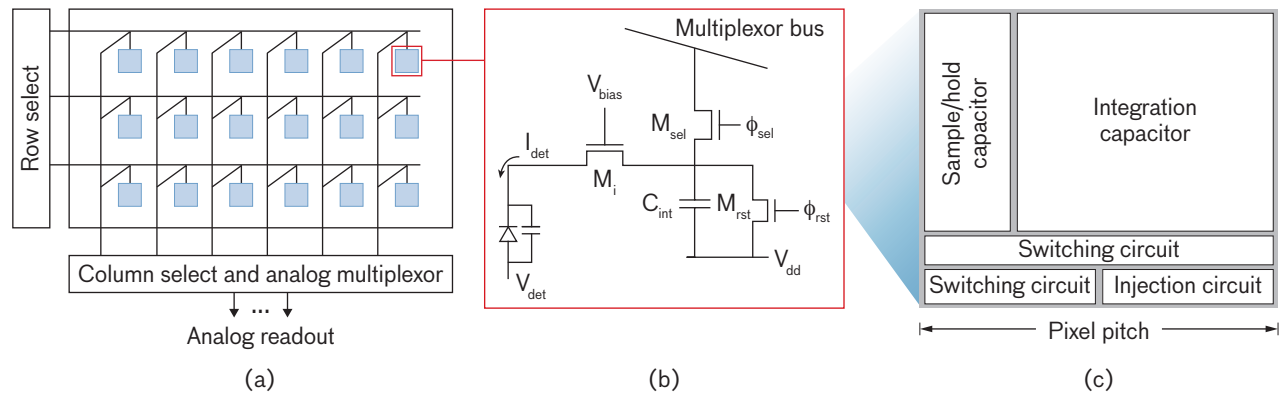 Row select
Column select and analog multiplexor
...
Analog readout
(a)
Multiplexor bus
V_bias
M_sel
ϕ_sel
I_det
M_i
C_int
M_rst
ϕ_rst
V_det
V_dd
(b)
Sample/hold
capacitor
Integration
capacitor
Switching circuit
Switching circuit
Injection circuit
Pixel pitch
(c)